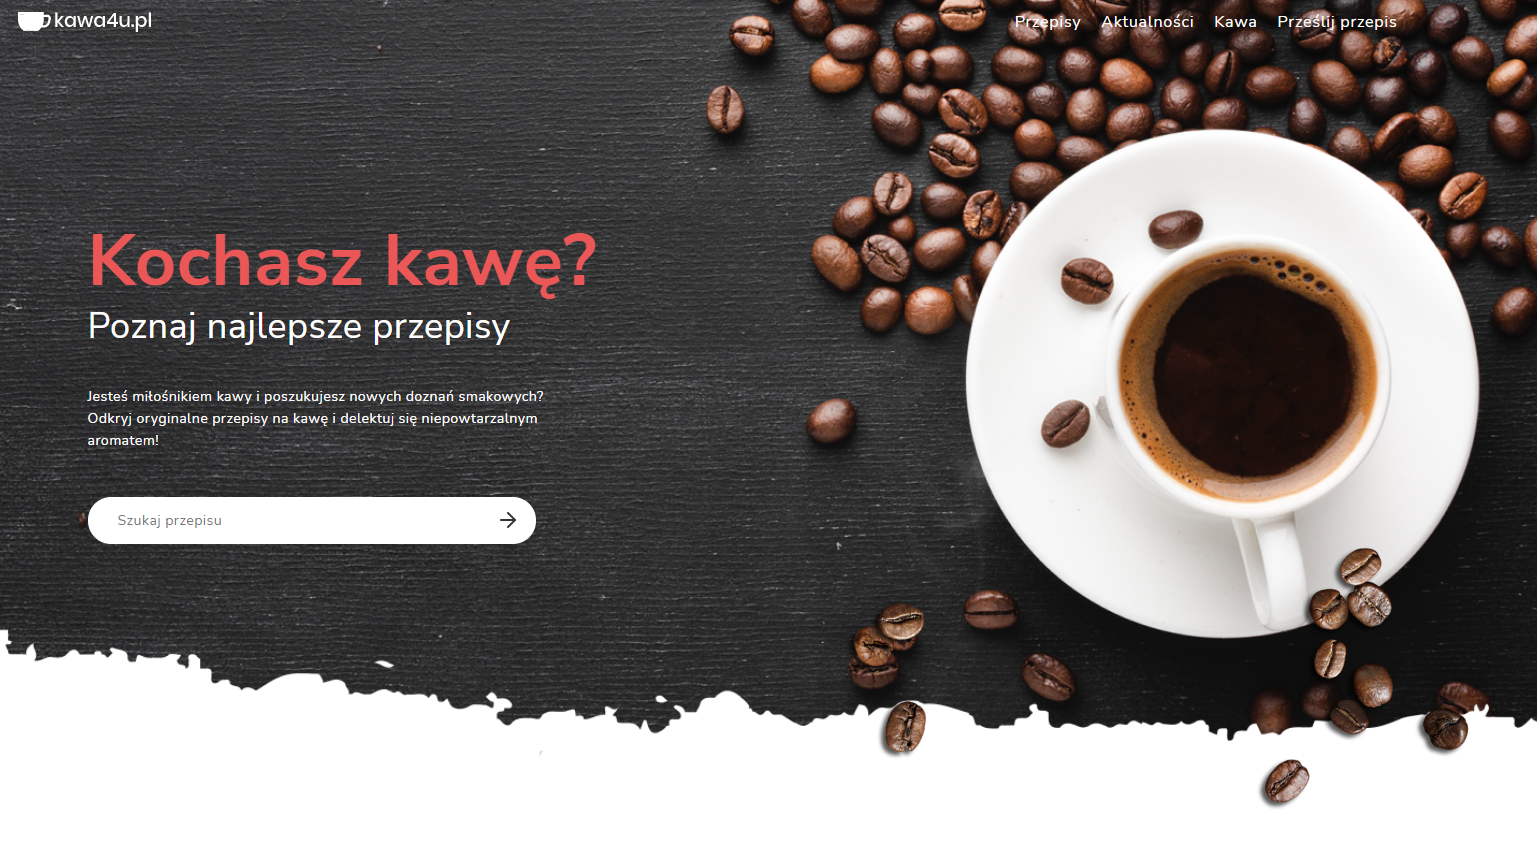 kawa4u.pl
Przepisy Aktualności Kawa Prześlij przepis
Kochasz kawę?
Poznaj najlepsze przepisy
Jesteś miłośnikiem kawy i poszukujesz nowych doznań smakowych?
Odkryj oryginalne przepisy na kawę i delektuj się niepowtarzalnym
aromatem!
Szukaj przepisu